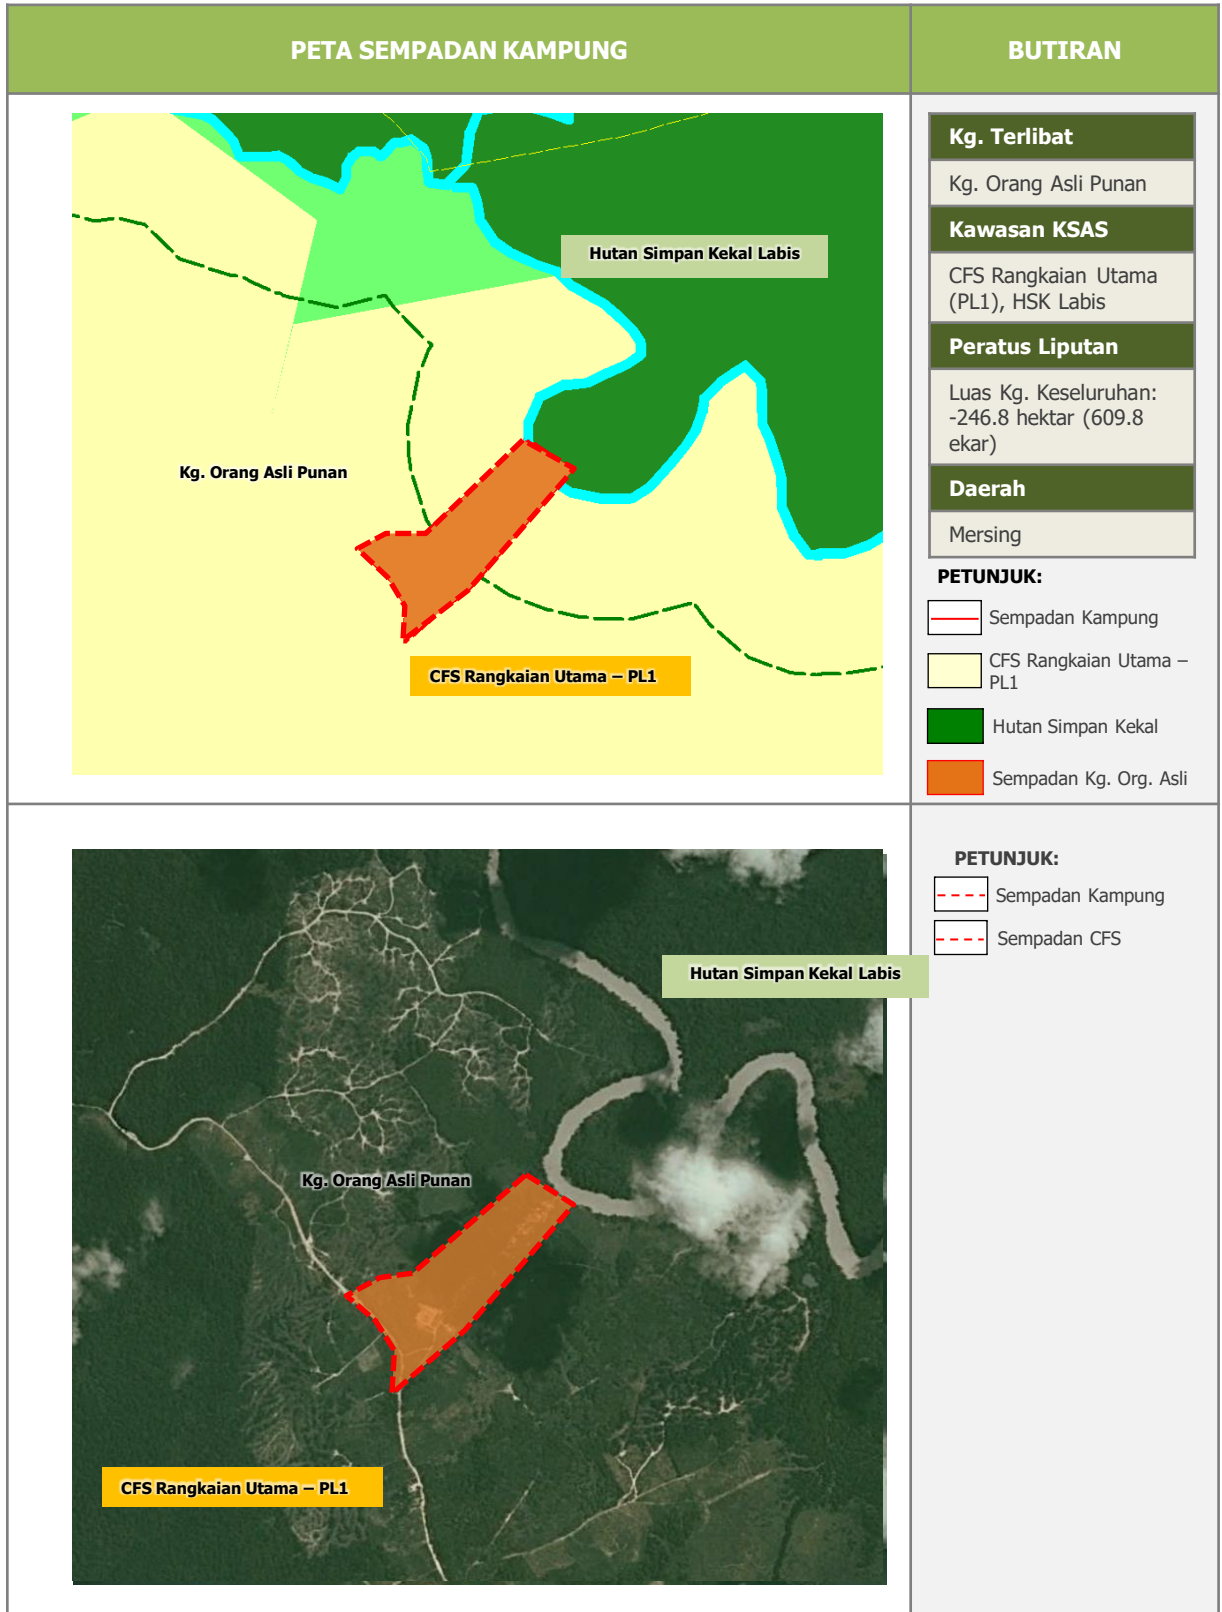 PETA SEMPADAN KAMPUNG
BUTIRAN
Hutan Simpan Kekal Labis
Kg. Orang Asli Punan
CFS Rangkaian Utama – PL1
Kg. Terlibat
Kg. Orang Asli Punan
Kawasan KSAS
CFS Rangkaian Utama
(PL1), HSK Labis
Peratus Liputan
Luas Kg. Keseluruhan:
-246.8 hektar (609.8
ekar)
Daerah
Mersing
PETUNJUK:
Sempadan Kampung
CFS Rangkaian Utama –
PL1
Hutan Simpan Kekal
Sempadan Kg. Org. Asli
Hutan Simpan Kekal Labis
Kg. Orang Asli Punan
CFS Rangkaian Utama – PL1
PETUNJUK:
Sempadan Kampung
Sempadan CFS